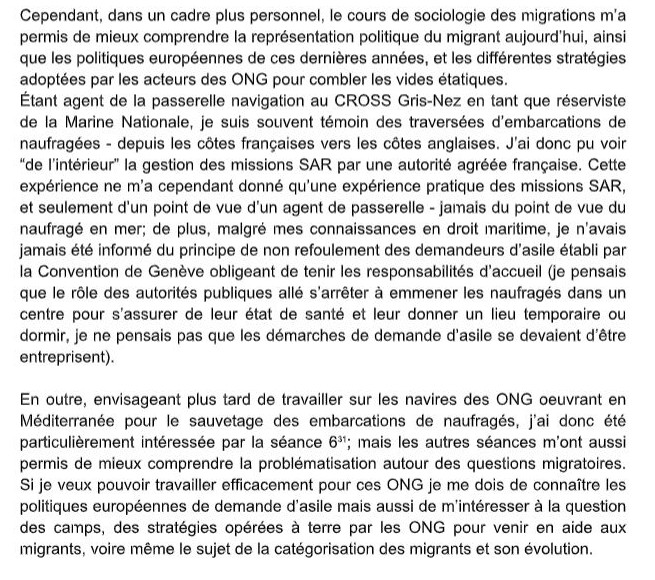 Cependant, dans un cadre plus personnel, le cours de sociologie des migrations m'a
permis de mieux comprendre la représentation politique du migrant aujourd'hui, ainsi
que les politiques européennes de ces dernières années, et les différentes stratégies
adoptées par les acteurs des ONG pour combler les vides étatiques.
Étant agent de la passerelle navigation au CROSS Gris-Nez en tant que réserviste
de la Marine Nationale, je suis souvent témoin des traversées d'embarcations de
naufragées - depuis les côtes françaises vers les côtes anglaises. J'ai donc pu voir
"de l'intérieur" la gestion des missions SAR par une autorité agréée française. Cette
expérience ne m'a cependant donné qu'une expérience pratique des missions SAR,
et seulement d'un point de vue d'un agent de passerelle - jamais du point de vue du
naufragé en mer; de plus, malgré mes connaissances en droit maritime, je n'avais
jamais été informé du principe de non refoulement des demandeurs d'asile établi par
la Convention de Genève obligeant de tenir les responsabilités d'accueil (je pensais
que le rôle des autorités publiques allé s'arrêter à emmener les naufragés dans un
centre pour s'assurer de leur état de santé et leur donner un lieu temporaire ou
dormir, je ne pensais pas que les démarches de demande d'asile se devaient d'être
entreprisent).
En outre, envisageant plus tard de travailler sur les navires des ONG oeuvrant en
Méditerranée pour le sauvetage des embarcations de naufragés, j'ai donc été
particulièrement intéressée par la séance 6³¹; mais les autres séances m'ont aussi
permis de mieux comprendre la problématisation autour des questions migratoires.
Si je veux pouvoir travailler efficacement pour ces ONG je me dois de connaître les
politiques européennes de demande d'asile mais aussi de m'intéresser à la question
des camps, des stratégies opérées à terre par les ONG pour venir en aide aux
migrants, voire même le sujet de la catégorisation des migrants et son évolution.